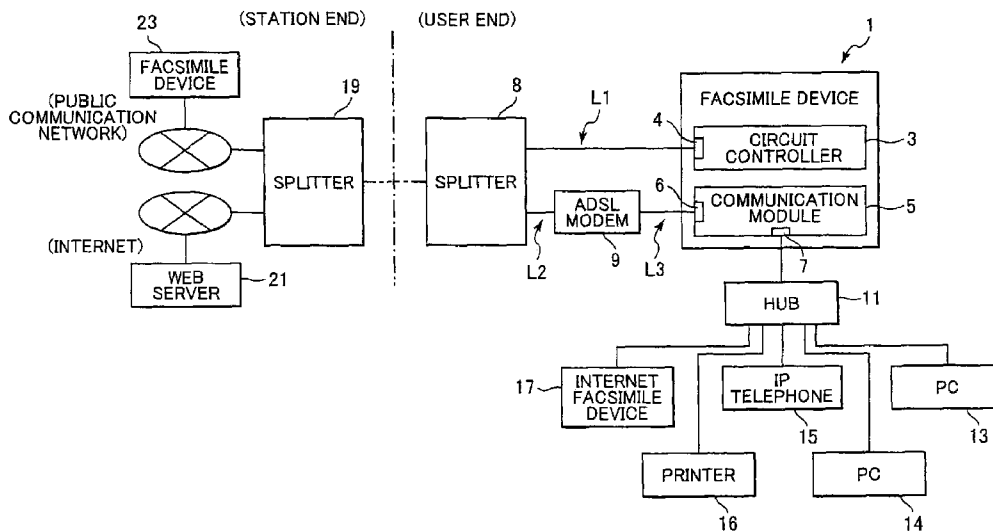 (STATION END)
(USER END)
23
FACSIMILE
DEVICE
(PUBLIC
COMMUNICATION
NETWORK)
19
SPLITTER
8
SPLITTER
L1
1
FACSIMILE DEVICE
4
CIRCUIT
CONTROLLER
3
6
COMMUNICATION
MODULE
5
7
ADSL
MODEM
L2
9
L3
(INTERNET)
WEB
SERVER
21
HUB
11
17
INTERNET
FACSIMILE
DEVICE
IP
TELEPHONE
15
PC
13
PRINTER
16
PC
14